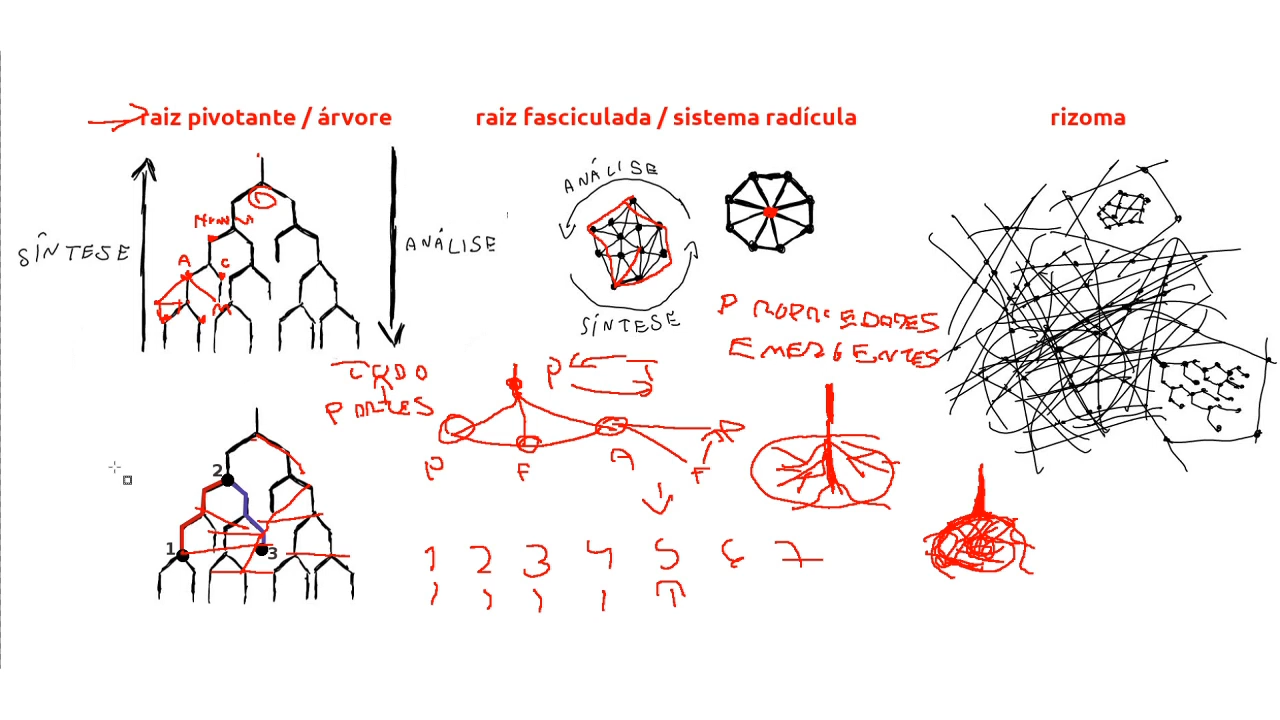 raiz pivotante / árvore
raiz fasciculada / sistema radícula
rizoma
SÍNTESE
ANÁLISE
A
C
M
ANÁLISE
SÍNTESE
PROPRIEDADES
EMERGENTES
TODO
PARTES
P T
P F A F
2
1
3
1 2 3 4 5 6 7